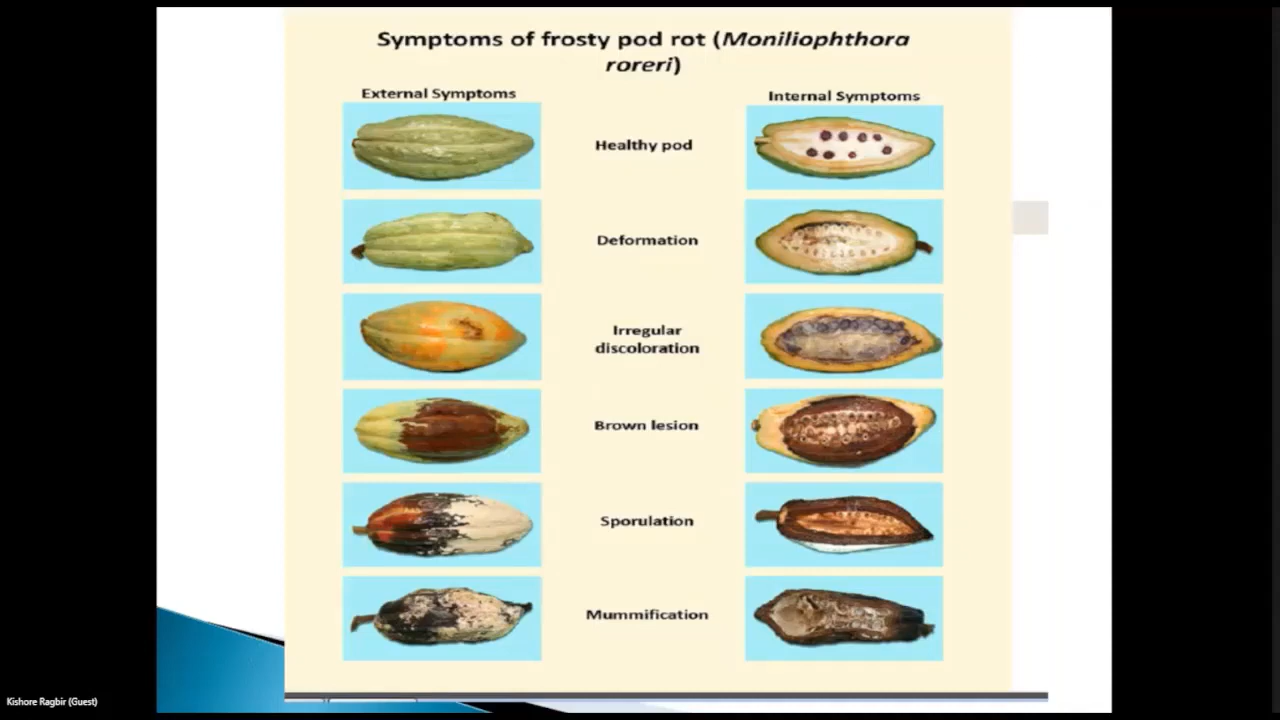 Symptoms of frosty pod rot (Moniliophthora
roreri)
External Symptoms
Internal Symptoms
Healthy pod
Deformation
Irregular
discoloration
Brown lesion
Sporulation
Mummification
Kishore Ragbir (Guest)